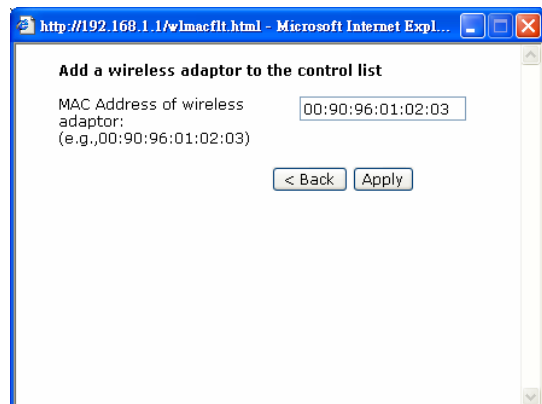 http://192.168.1.1/wlmacflt.html - Microsoft Internet Expl...
Add a wireless adaptor to the control list
MAC Address of wireless
adaptor:
(e.g.,00:90:96:01:02:03)
00:90:96:01:02:03
< Back
Apply